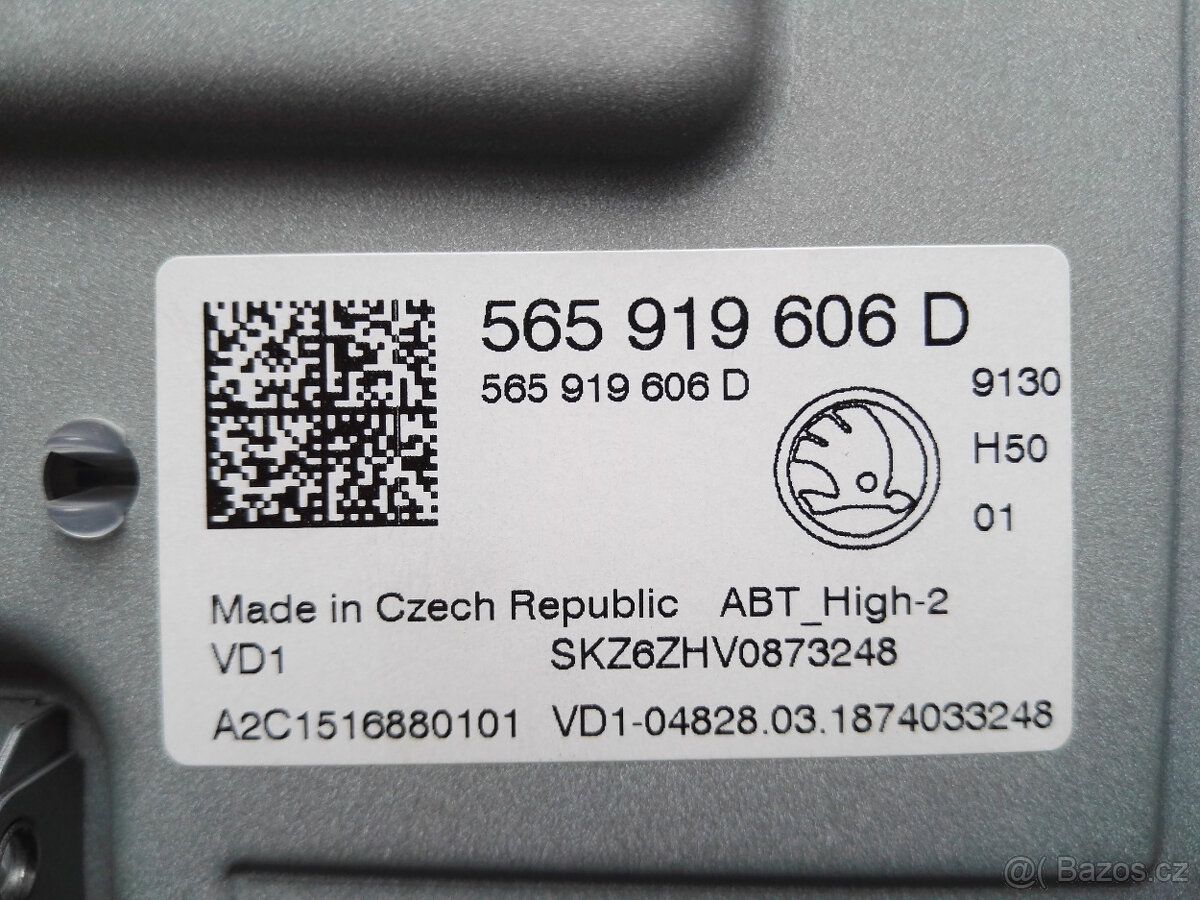 565 919 606 D
565 919 606 D
9130
H50
01
Made in Czech Republic ABT_High-2
VD1 SKZ6ZHV0873248
A2C1516880101 VD1-04828.03.1874033248
@( Bazos.cz